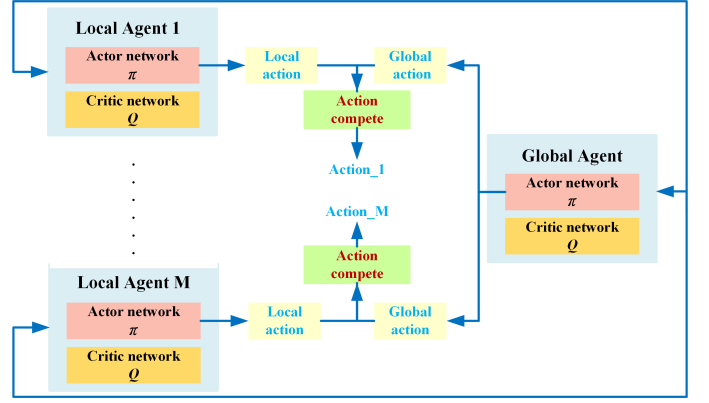 Local Agent 1
Actor network
π
Critic network
Q
Local
action
Global
action
Action
compete
Action_1
Global Agent
Actor network
π
Critic network
Q
Action_M
Action
compete
Local Agent M
Actor network
π
Critic network
Q
Local
action
Global
action